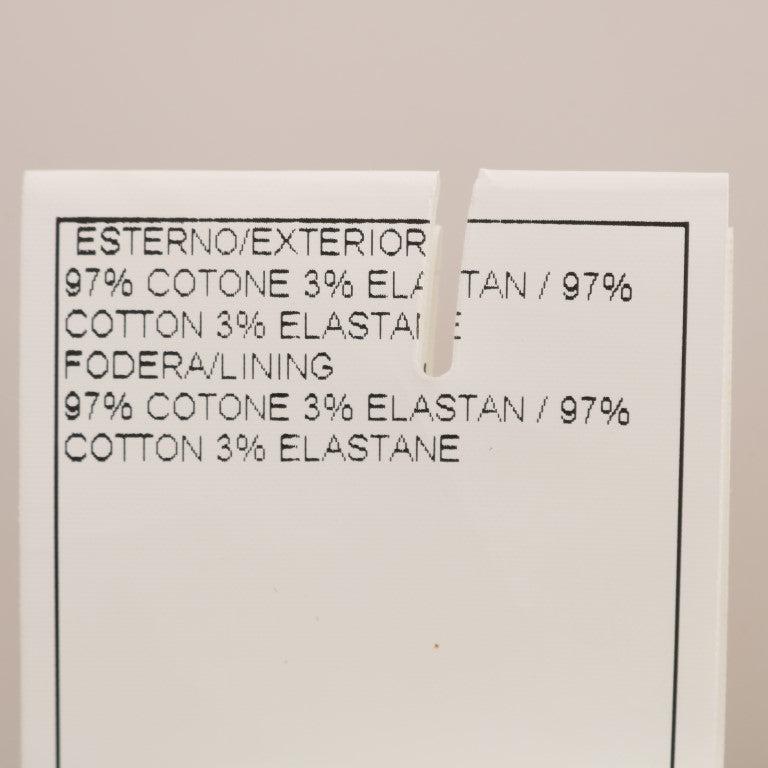 ESTERNO/EXTERIOR
97% COTONE 3% ELASTAN / 97%
COTTON 3% ELASTANE
FODERA/LINING
97% COTONE 3% ELASTAN / 97%
COTTON 3% ELASTANE